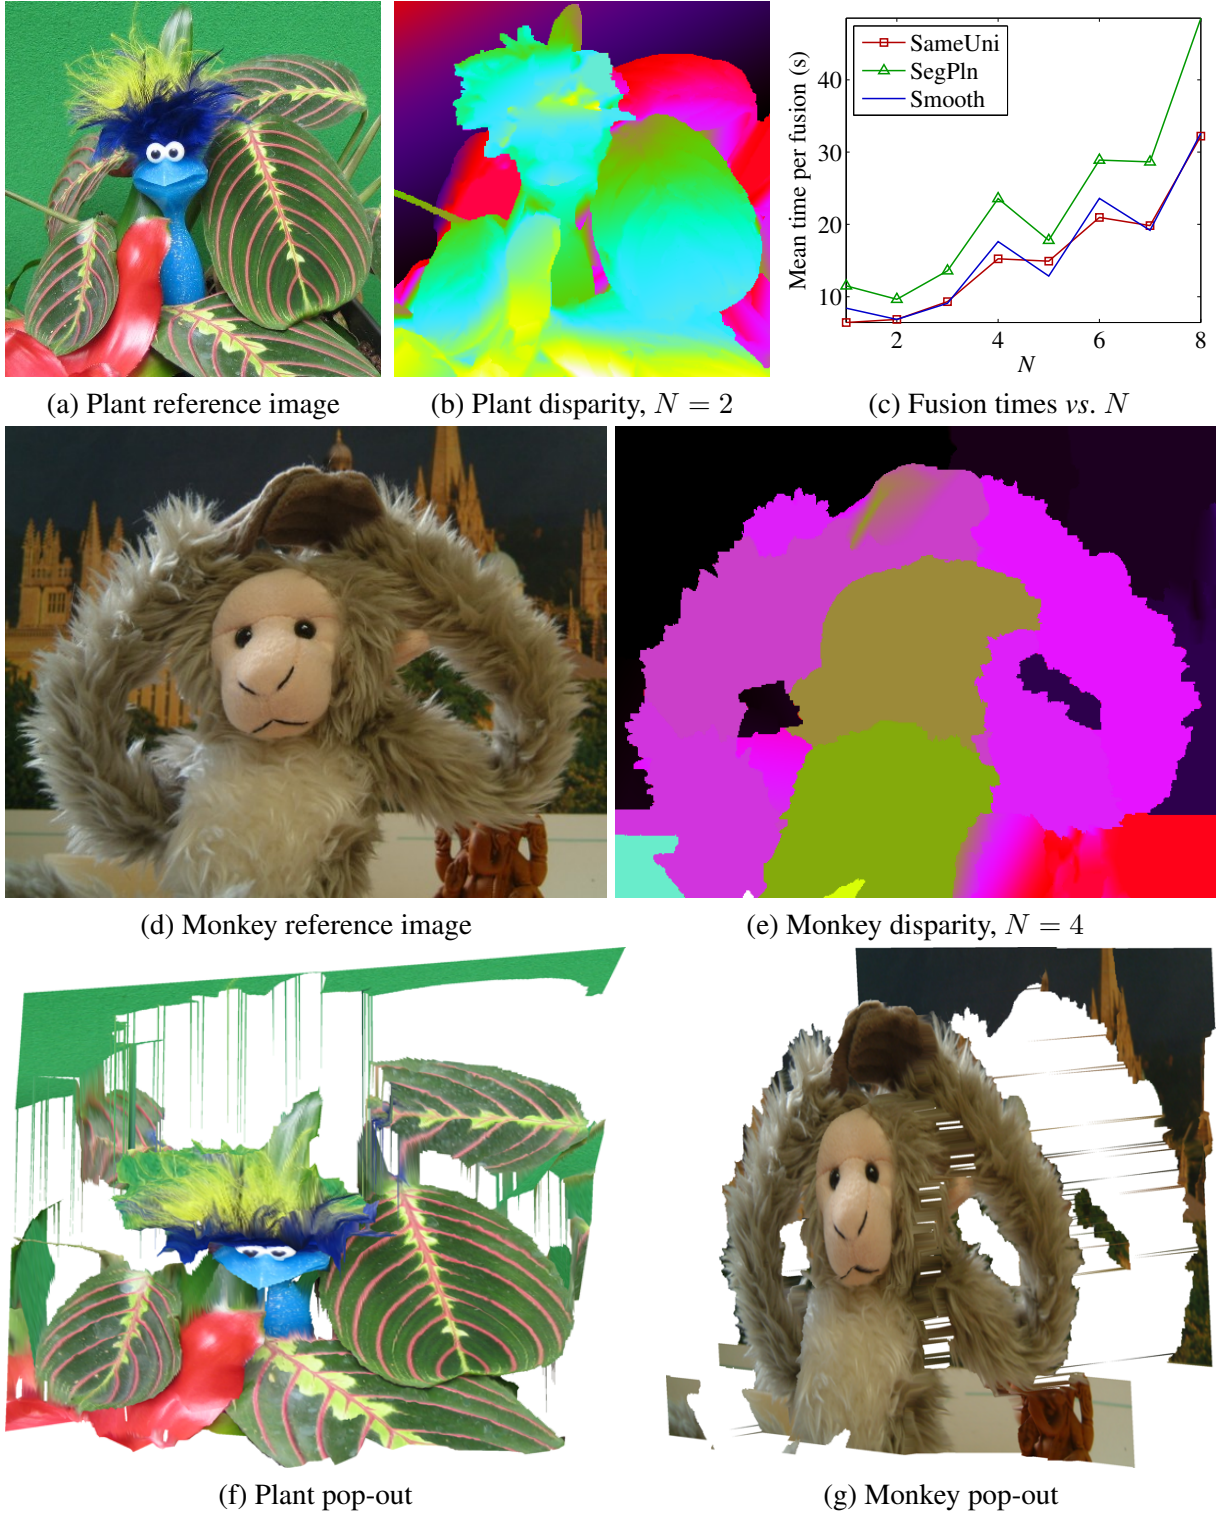 SameUni
SegPln
Smooth
Mean time per fusion (s)
40
30
20
10
2
4
6
8
N
(a) Plant reference image
(b) Plant disparity, N = 2
(c) Fusion times vs. N
(d) Monkey reference image
(e) Monkey disparity, N = 4
(f) Plant pop-out
(g) Monkey pop-out